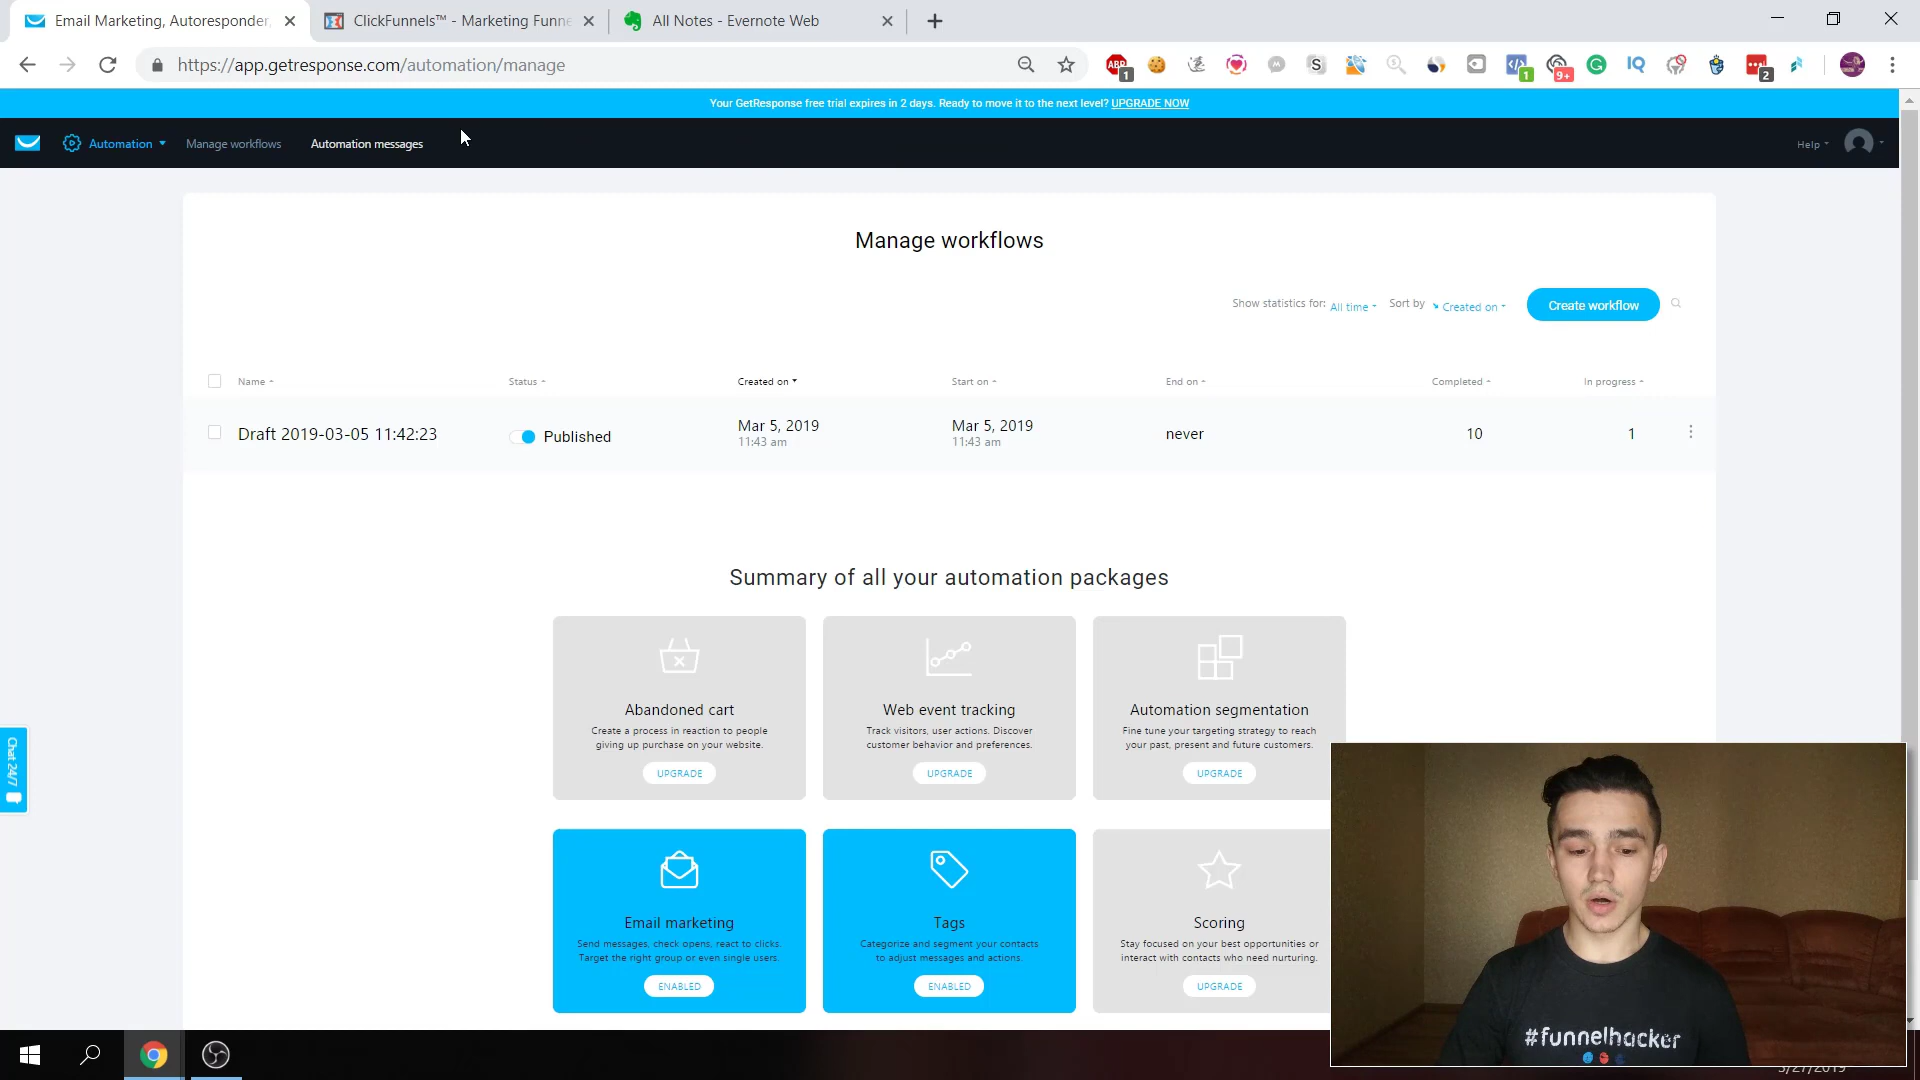 Email Marketing, Autoresponder,
ClickFunnels™ - Marketing Funne
All Notes - Evernote Web
https://app.getresponse.com/automation/manage
ABP
1
S
1
9+
IQ
2
Your GetResponse free trial expires in 2 days. Ready to move it to the next level? UPGRADE NOW
Automation
Manage workflows
Automation messages
Help
Manage workflows
Show statistics for: All time
Sort by Created on
Create workflow
Name
Status
Created on
Start on
End on
Completed
In progress
Draft 2019-03-05 11:42:23
Published
Mar 5, 2019
11:43 am
Mar 5, 2019
11:43 am
never
10
1
Summary of all your automation packages
Abandoned cart
Create a process in reaction to people
giving up purchase on your website.
UPGRADE
Web event tracking
Track visitors, user actions. Discover
customer behavior and preferences.
UPGRADE
Automation segmentation
Fine tune your targeting strategy to reach
your past, present and future customers.
UPGRADE
Chat 24/7
Email marketing
Send messages, check opens, react to clicks.
Target the right group or even single users.
ENABLED
Tags
Categorize and segment your contacts
to adjust messages and actions.
ENABLED
Scoring
Stay focused on your best opportunities or
interact with contacts who need nurturing.
UPGRADE
#funnelhacker
3/27/2019